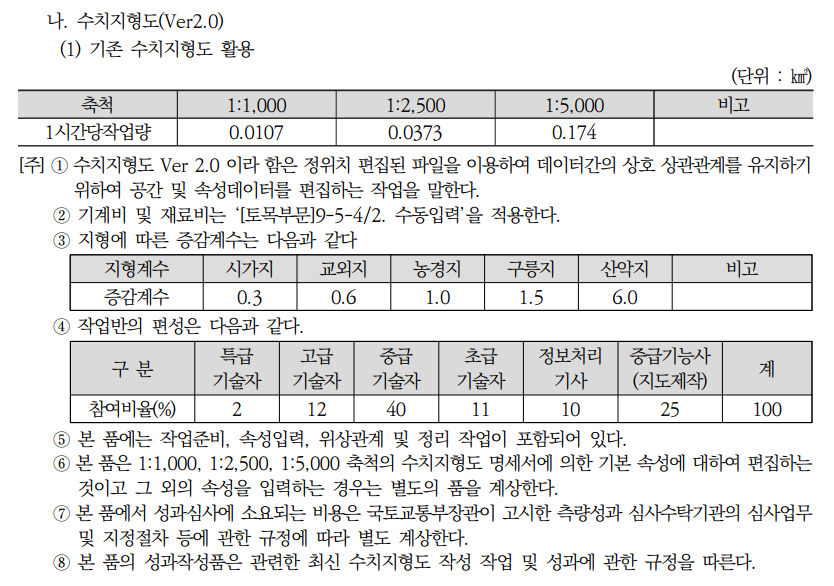 나. 수치지형도(Ver2.0)
(1) 기존 수치지형도 활용
(단위 : ㎢)
축척 1:1,000 1:2,500 1:5,000 비고
1시간당작업량 0.0107 0.0373 0.174
[주] ① 수치지형도 Ver 2.0 이라 함은 정위치 편집된 파일을 이용하여 데이터간의 상호 상관관계를 유지하기
위하여 공간 및 속성데이터를 편집하는 작업을 말한다.
② 기계비 및 재료비는 ‘[토목부문]9-5-4/2. 수동입력’을 적용한다.
③ 지형에 따른 증감계수는 다음과 같다
지형계수 시가지 교외지 농경지 구릉지 산악지 비고
증감계수 0.3 0.6 1.0 1.5 6.0
④ 작업반의 편성은 다음과 같다.
구 분 특급 기술자 고급 기술자 중급 기술자 초급 기술자 정보처리 기사 중급기능사 (지도제작) 계
참여비율(%) 2 12 40 11 10 25 100
⑤ 본 품에는 작업준비, 속성입력, 위상관계 및 정리 작업이 포함되어 있다.
⑥ 본 품은 1:1,000, 1:2,500, 1:5,000 축척의 수치지형도 명세서에 의한 기본 속성에 대하여 편집하는
것이고 그 외의 속성을 입력하는 경우는 별도의 품을 계상한다.
⑦ 본 품에서 성과심사에 소요되는 비용은 국토교통부장관이 고시한 측량성과 심사수탁기관의 심사업무
및 지정절차 등에 관한 규정에 따라 별도 계상한다.
⑧ 본 품의 성과작성품은 관련한 최신 수치지형도 작성 작업 및 성과에 관한 규정을 따른다.